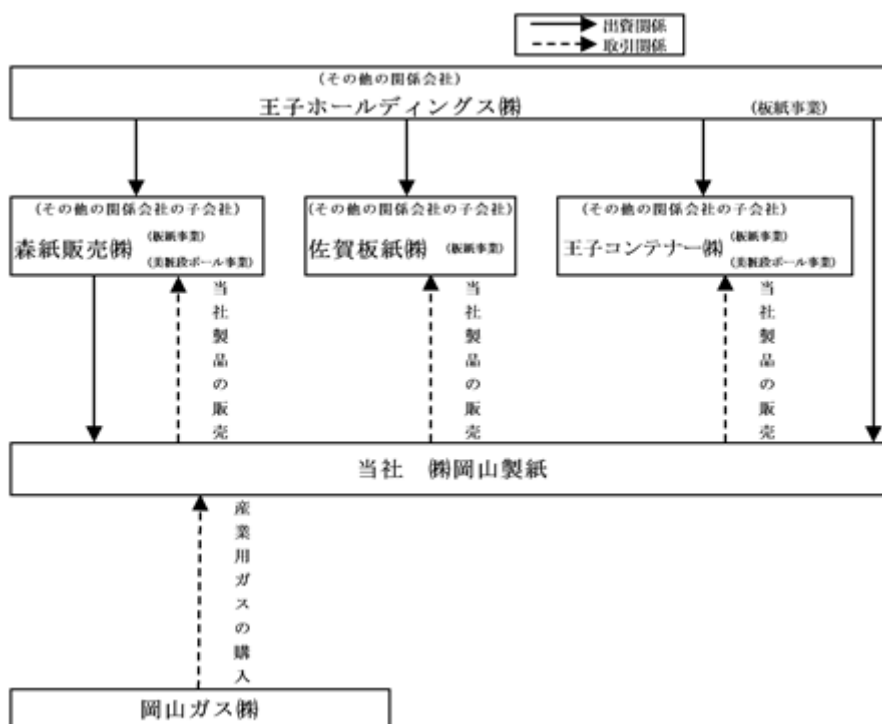 出資関係
取引関係
(その他の関係会社)
王子ホールディングス㈱ (板紙事業)
(その他の関係会社の子会社)
森紙販売㈱ (板紙事業)
(美粧段ボール事業)
(その他の関係会社の子会社)
佐賀板紙㈱ (板紙事業)
(その他の関係会社の子会社)
王子コンテナー㈱ (板紙事業)
(美粧段ボール事業)
当社製品の販売
当社製品の販売
当社製品の販売
当社 ㈱岡山製紙
産業用ガスの購入
岡山ガス㈱